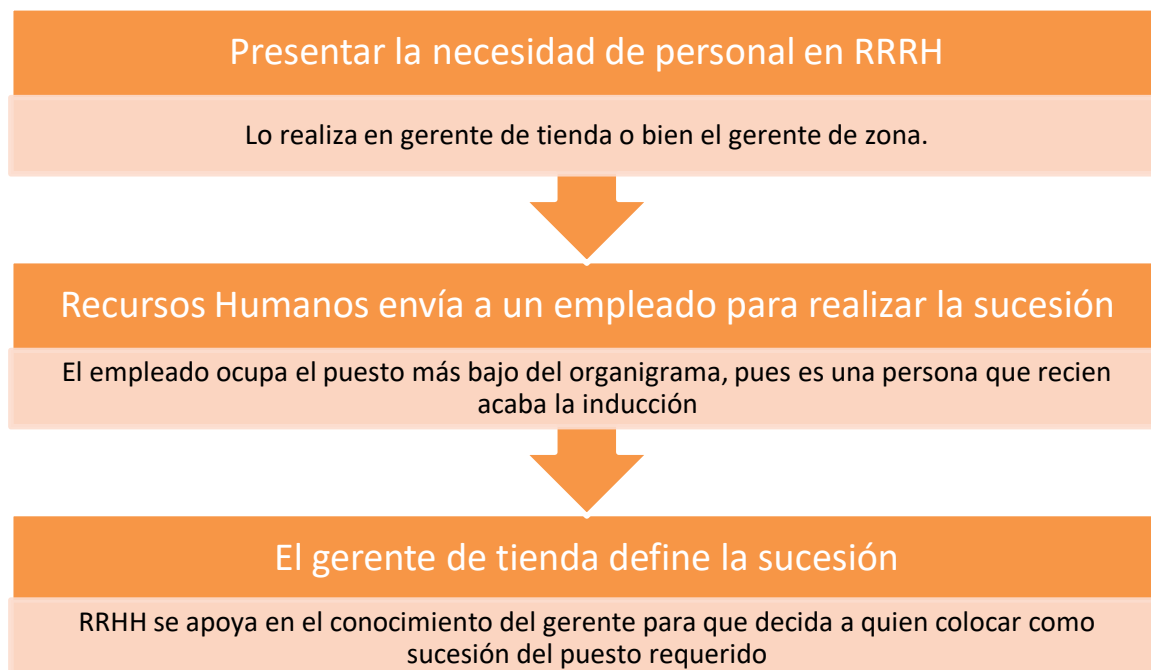 Presentar la necesidad de personal en RRRH
Lo realiza en gerente de tienda o bien el gerente de zona.
Recursos Humanos envía a un empleado para realizar la sucesión
El empleado ocupa el puesto más bajo del organigrama, pues es una persona que recien
acaba la inducción
El gerente de tienda define la sucesión
RRHH se apoya en el conocimiento del gerente para que decida a quien colocar como
sucesión del puesto requerido